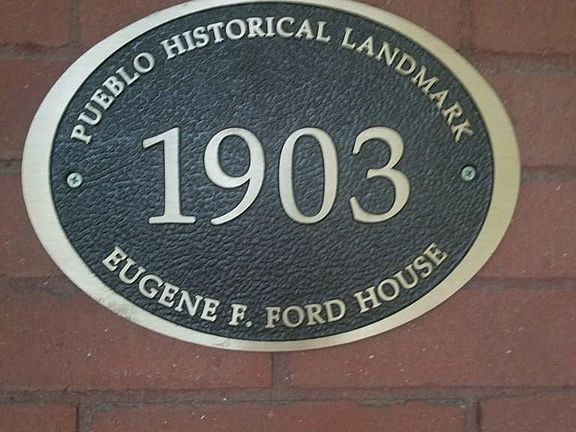 PUEBLO HISTORICAL LANDMARK
1903
EUGENE F. FORD HOUSE